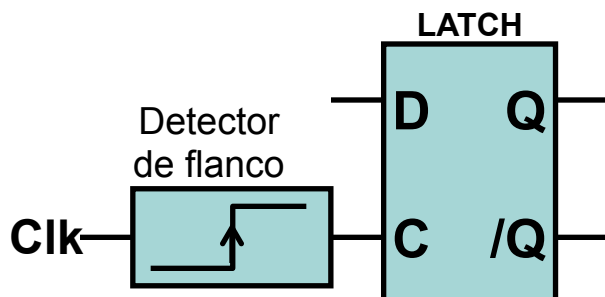 LATCH
Detector
de flanco
D Q
Clk
C /Q